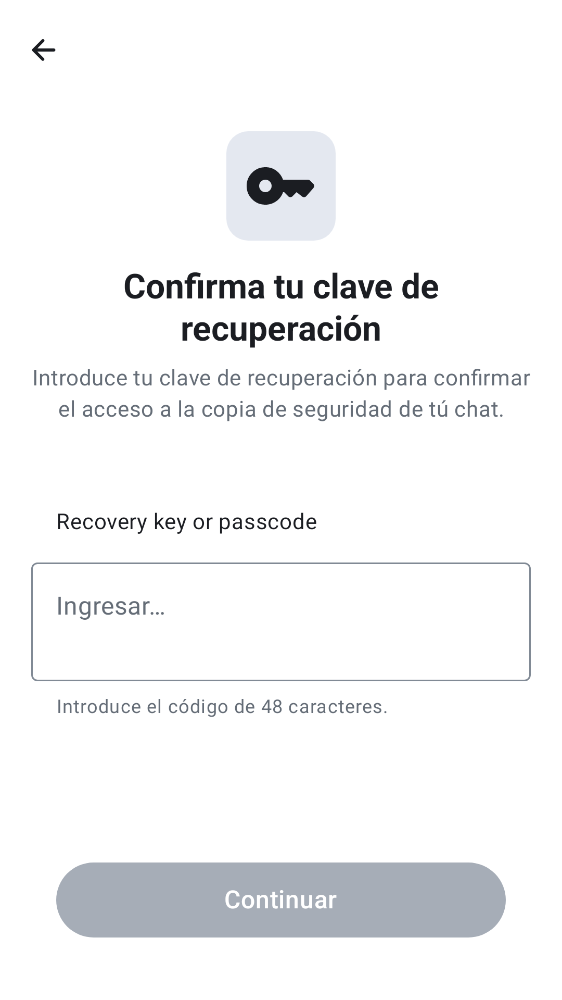 Confirma tu clave de
recuperación
Introduce tu clave de recuperación para confirmar
el acceso a la copia de seguridad de tú chat.
Recovery key or passcode
Ingresar…
Introduce el código de 48 caracteres.
Continuar